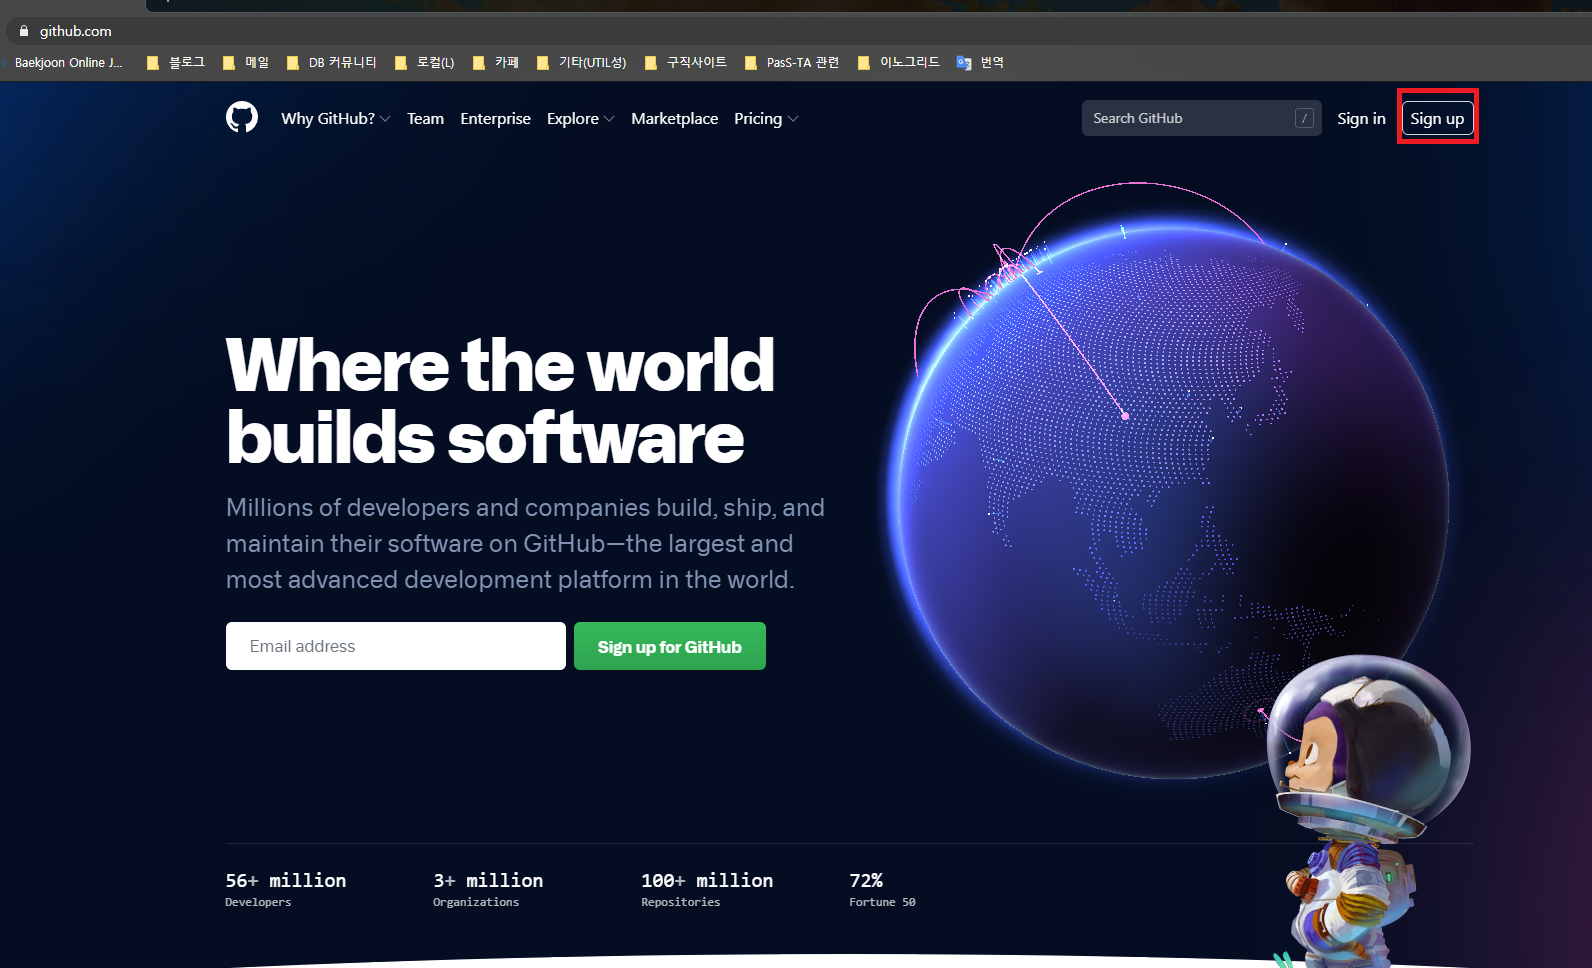 github.com
Baekjoon Online J... 블로그 메일 DB 커뮤니티 로컬(L) 카페 기타(UTIL성) 구직사이트 PasS-TA 관련 이노그리드 번역
Why GitHub? Team Enterprise Explore Marketplace Pricing Search GitHub / Sign in Sign up
Where the world
builds software
Millions of developers and companies build, ship, and
maintain their software on GitHub—the largest and
most advanced development platform in the world.
Email address Sign up for GitHub
56+ million 3+ million 100+ million 72%
Developers Organizations Repositories Fortune 50